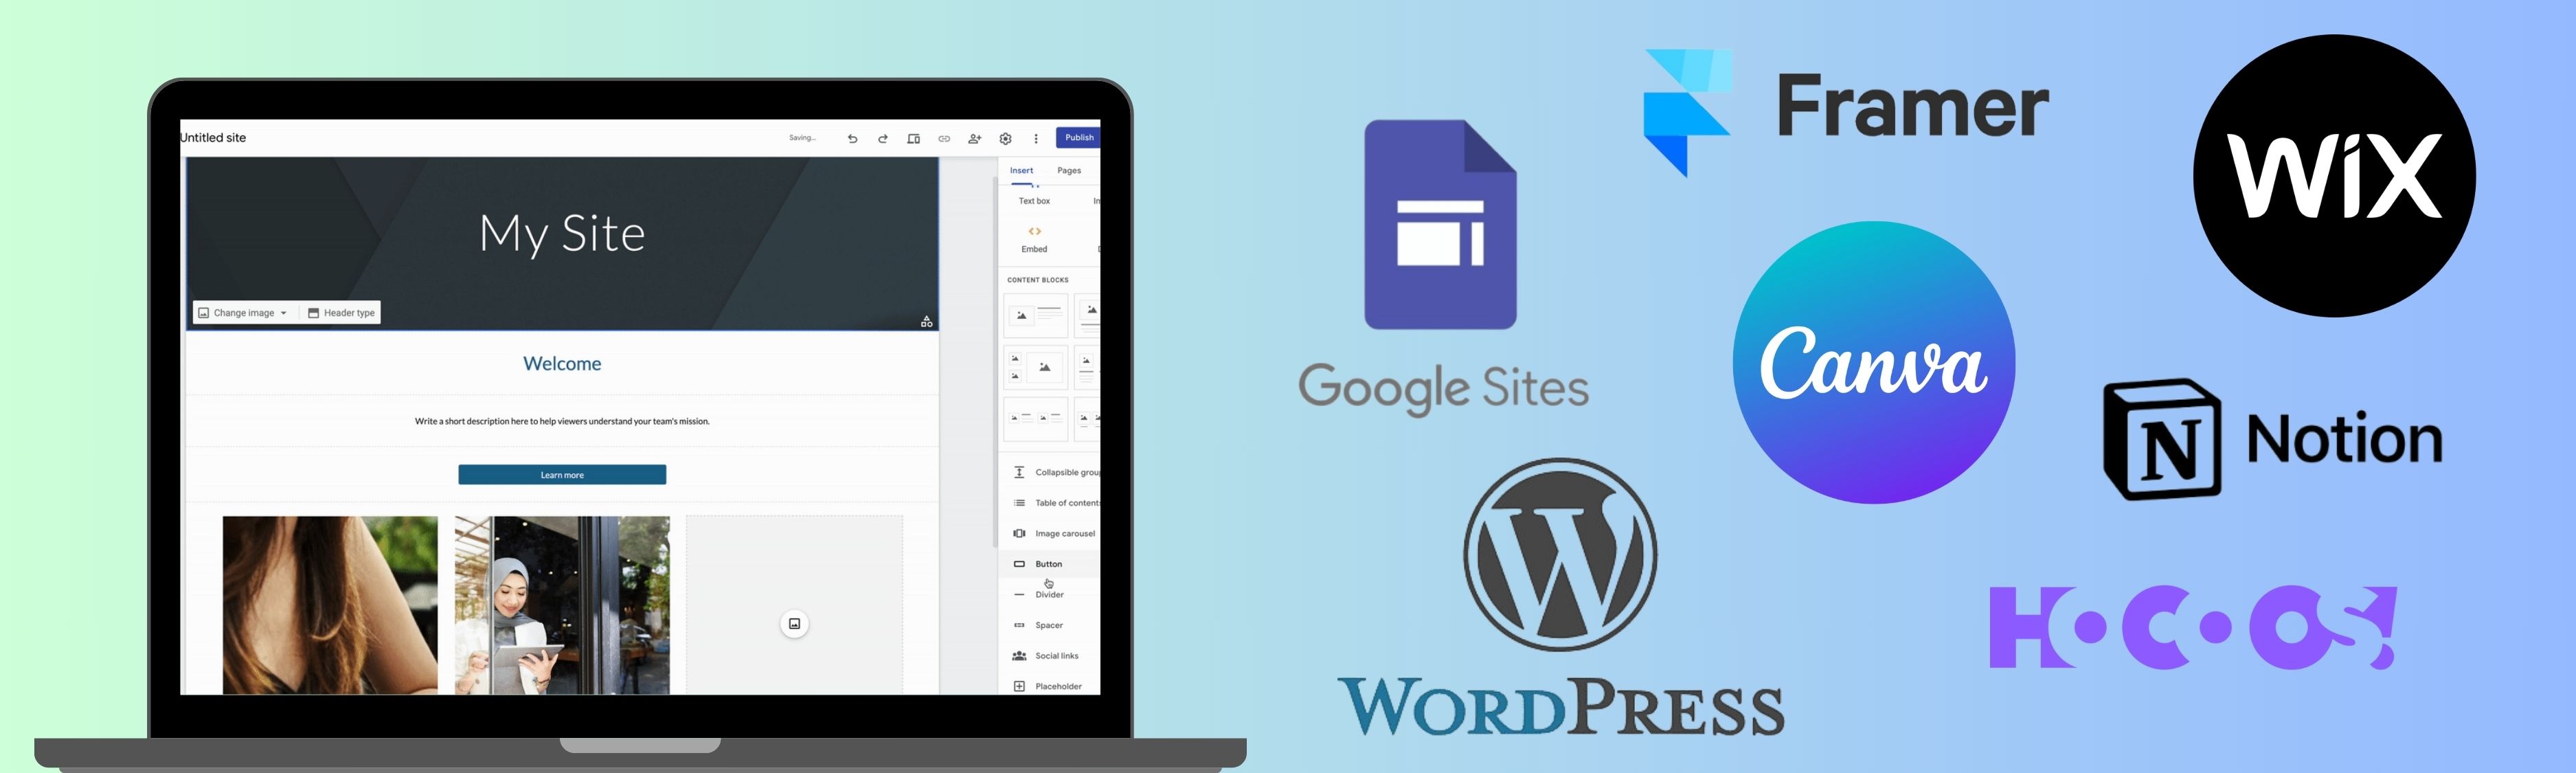 Untitled site
Saving...
Publish
Insert Pages
Text box
Embed
CONTENT BLOCKS
My Site
Change image
Header type
Welcome
Write a short description here to help viewers understand your team's mission.
Learn more
Collapsible grou
Table of content
Image carousel
Button
Divider
Spacer
Social links
Placeholder
Framer
WiX
Google Sites
Canva
N Notion
W
WORDPRESS
HOCOOS!